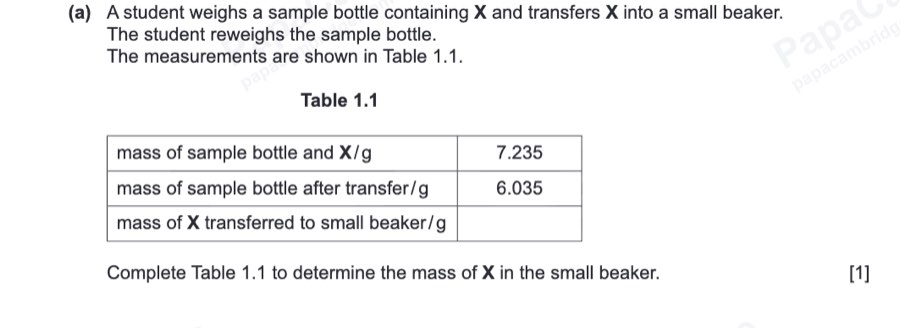 (a) A student weighs a sample bottle containing X and transfers X into a small beaker.
The student reweighs the sample bottle.
The measurements are shown in Table 1.1.
Table 1.1
mass of sample bottle and X/g 7.235
mass of sample bottle after transfer/g 6.035
mass of X transferred to small beaker/g
Complete Table 1.1 to determine the mass of X in the small beaker. [1]